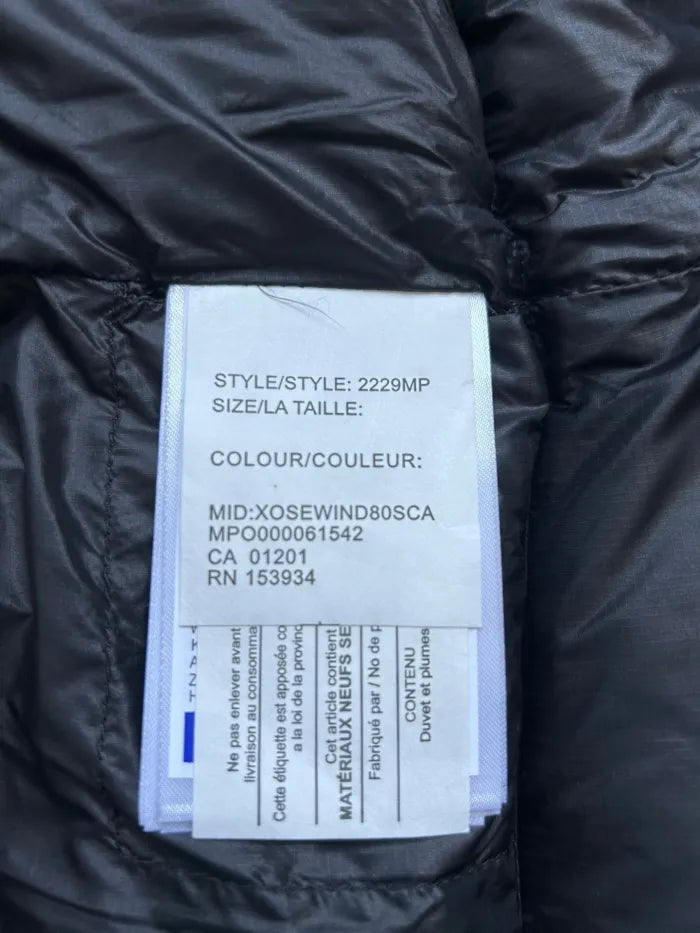 STYLE/STYLE: 2229MP
SIZE/LA TAILLE:
COLOUR/COULEUR:
MID:XOSEWIND80SCA
MPO000061542
CA 01201
RN 153934
Ne pas enlever avant
livraison au consomma
Cette étiquette est apposée co
a la loi de la provinc
Cet article contient
MATÉRIAUX NEUFS SE
Fabriqué par / No de p
CONTENU
Duvet et plumes